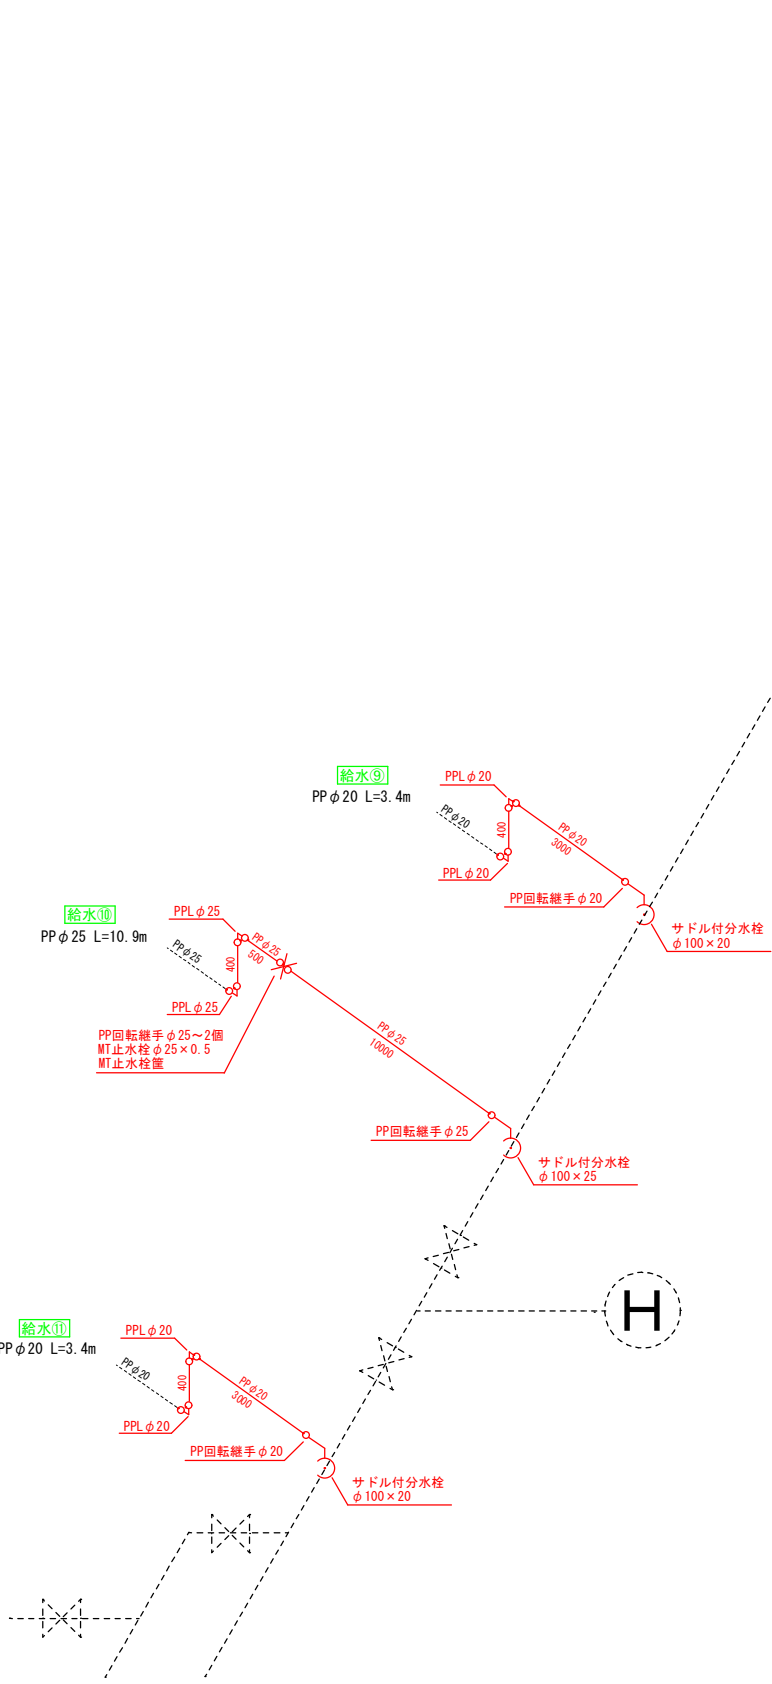 給水⑨
PPφ20 L=3.4m
PPLφ20
PPφ20
400
PPφ20
3000
PPLφ20
PP回転継手φ20
サドル付分水栓
φ100×20
給水⑩
PPφ25 L=10.9m
PPLφ25
PPφ25
400
PPφ25
500
PPLφ25
PP回転継手φ25～2個
MT止水栓φ25×0.5
MT止水栓筐
PPφ25
10000
PP回転継手φ25
サドル付分水栓
φ100×25
H
給水⑪
PPφ20 L=3.4m
PPLφ20
PPφ20
400
PPφ20
3000
PPLφ20
PP回転継手φ20
サドル付分水栓
φ100×20